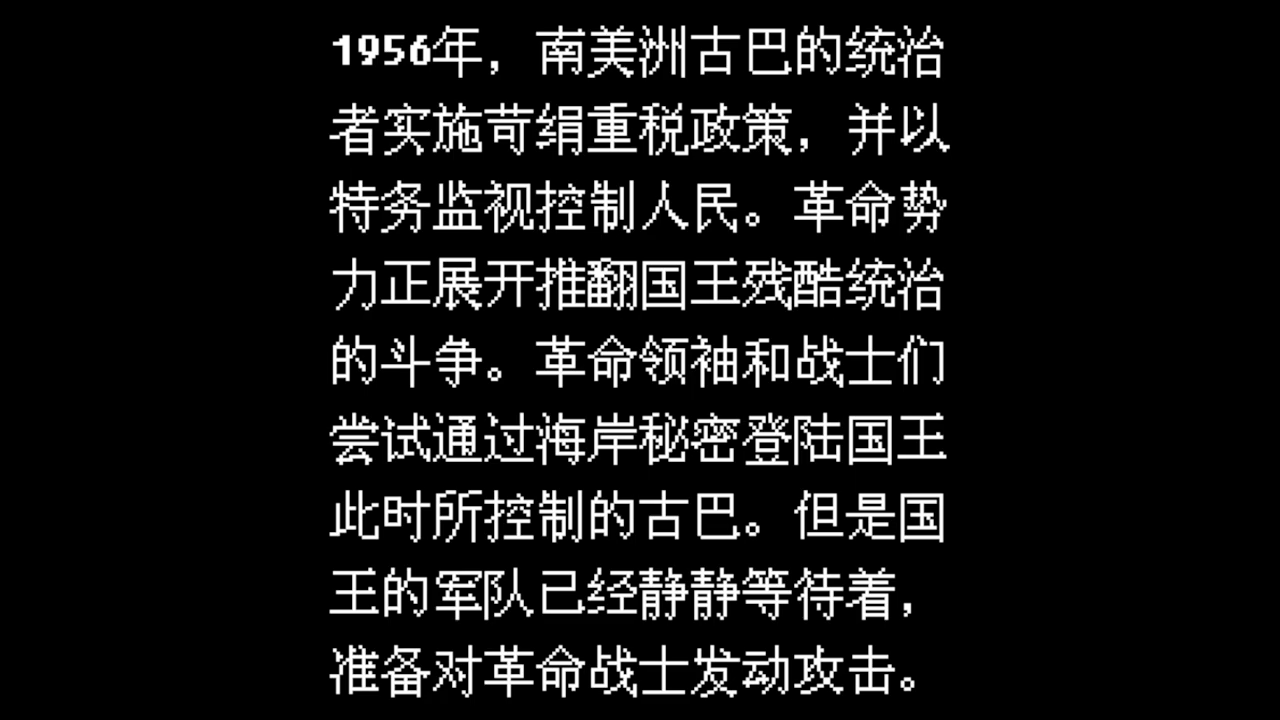 1956年，南美洲古巴的统治
者实施苛绢重税政策，并以
特务监视控制人民。革命势
力正展开推翻国王残酷统治
的斗争。革命领袖和战士们
尝试通过海岸秘密登陆国王
此时所控制的古巴。但是国
王的军队已经静静等待着，
准备对革命战士发动攻击。